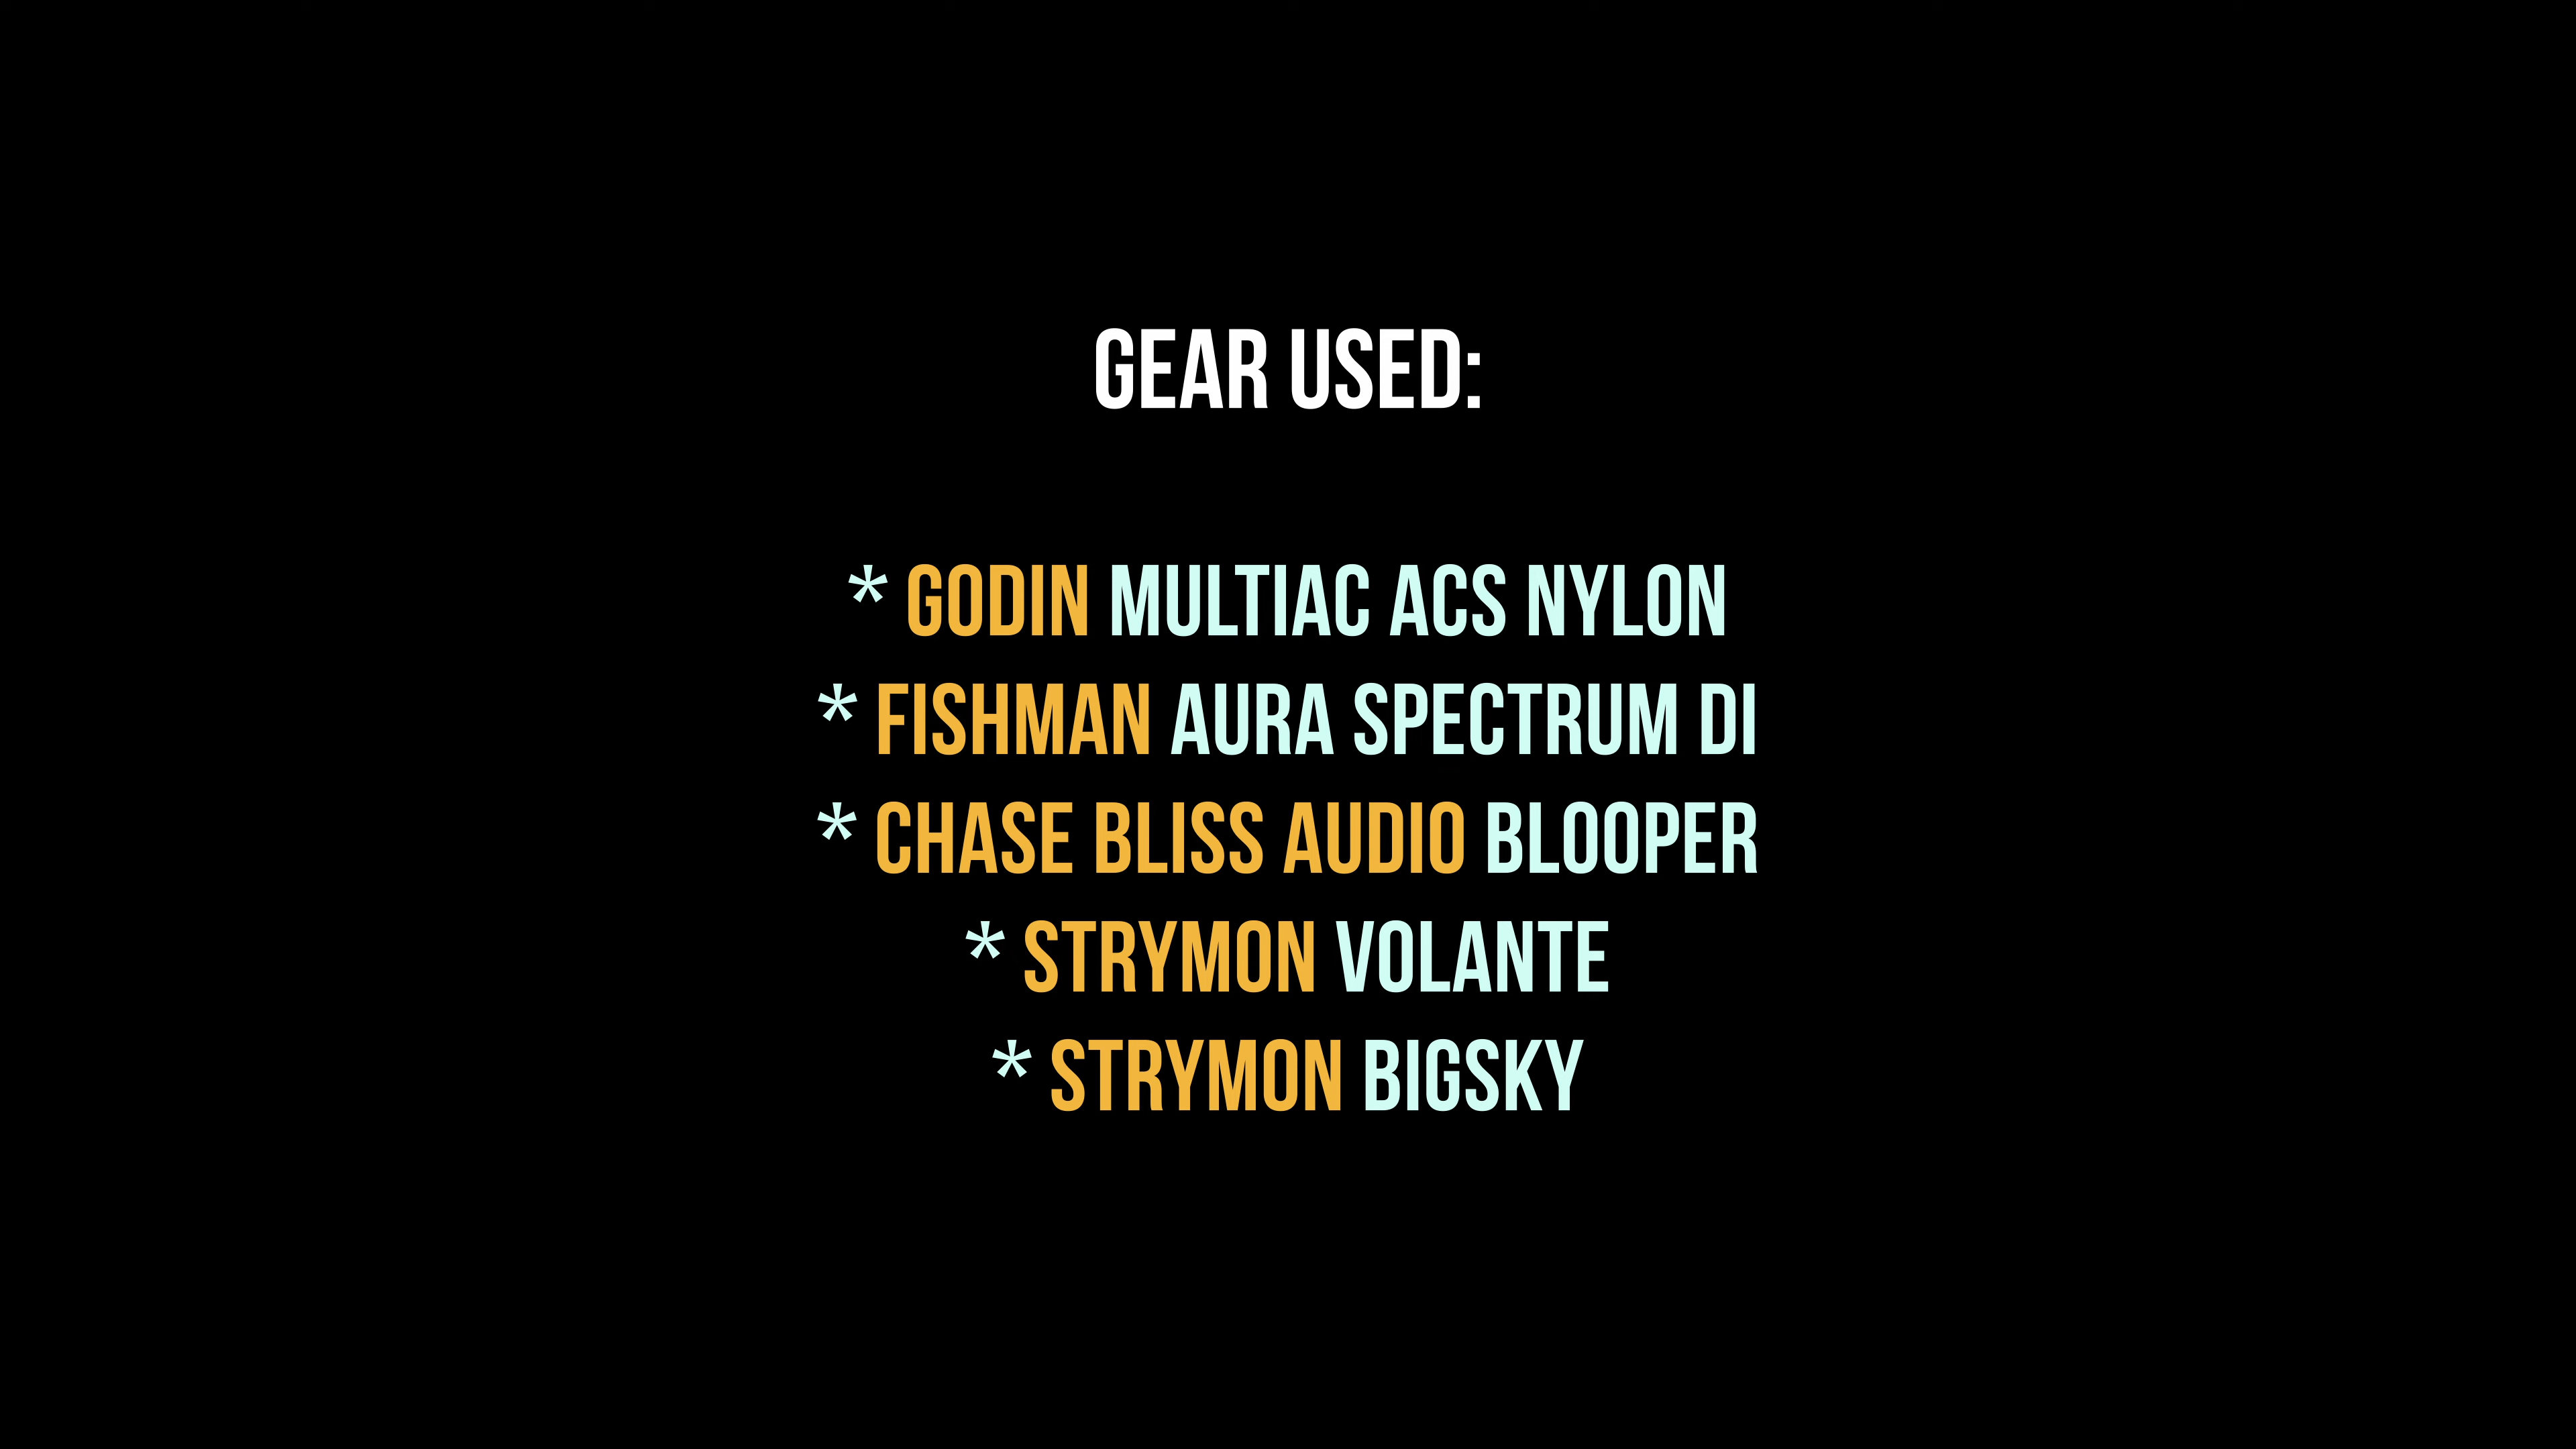 GEAR USED:
* GODIN MULTIAC ACS NYLON
* FISHMAN AURA SPECTRUM DI
* CHASE BLISS AUDIO BLOOPER
* STRYMON VOLANTE
* STRYMON BIGSKY